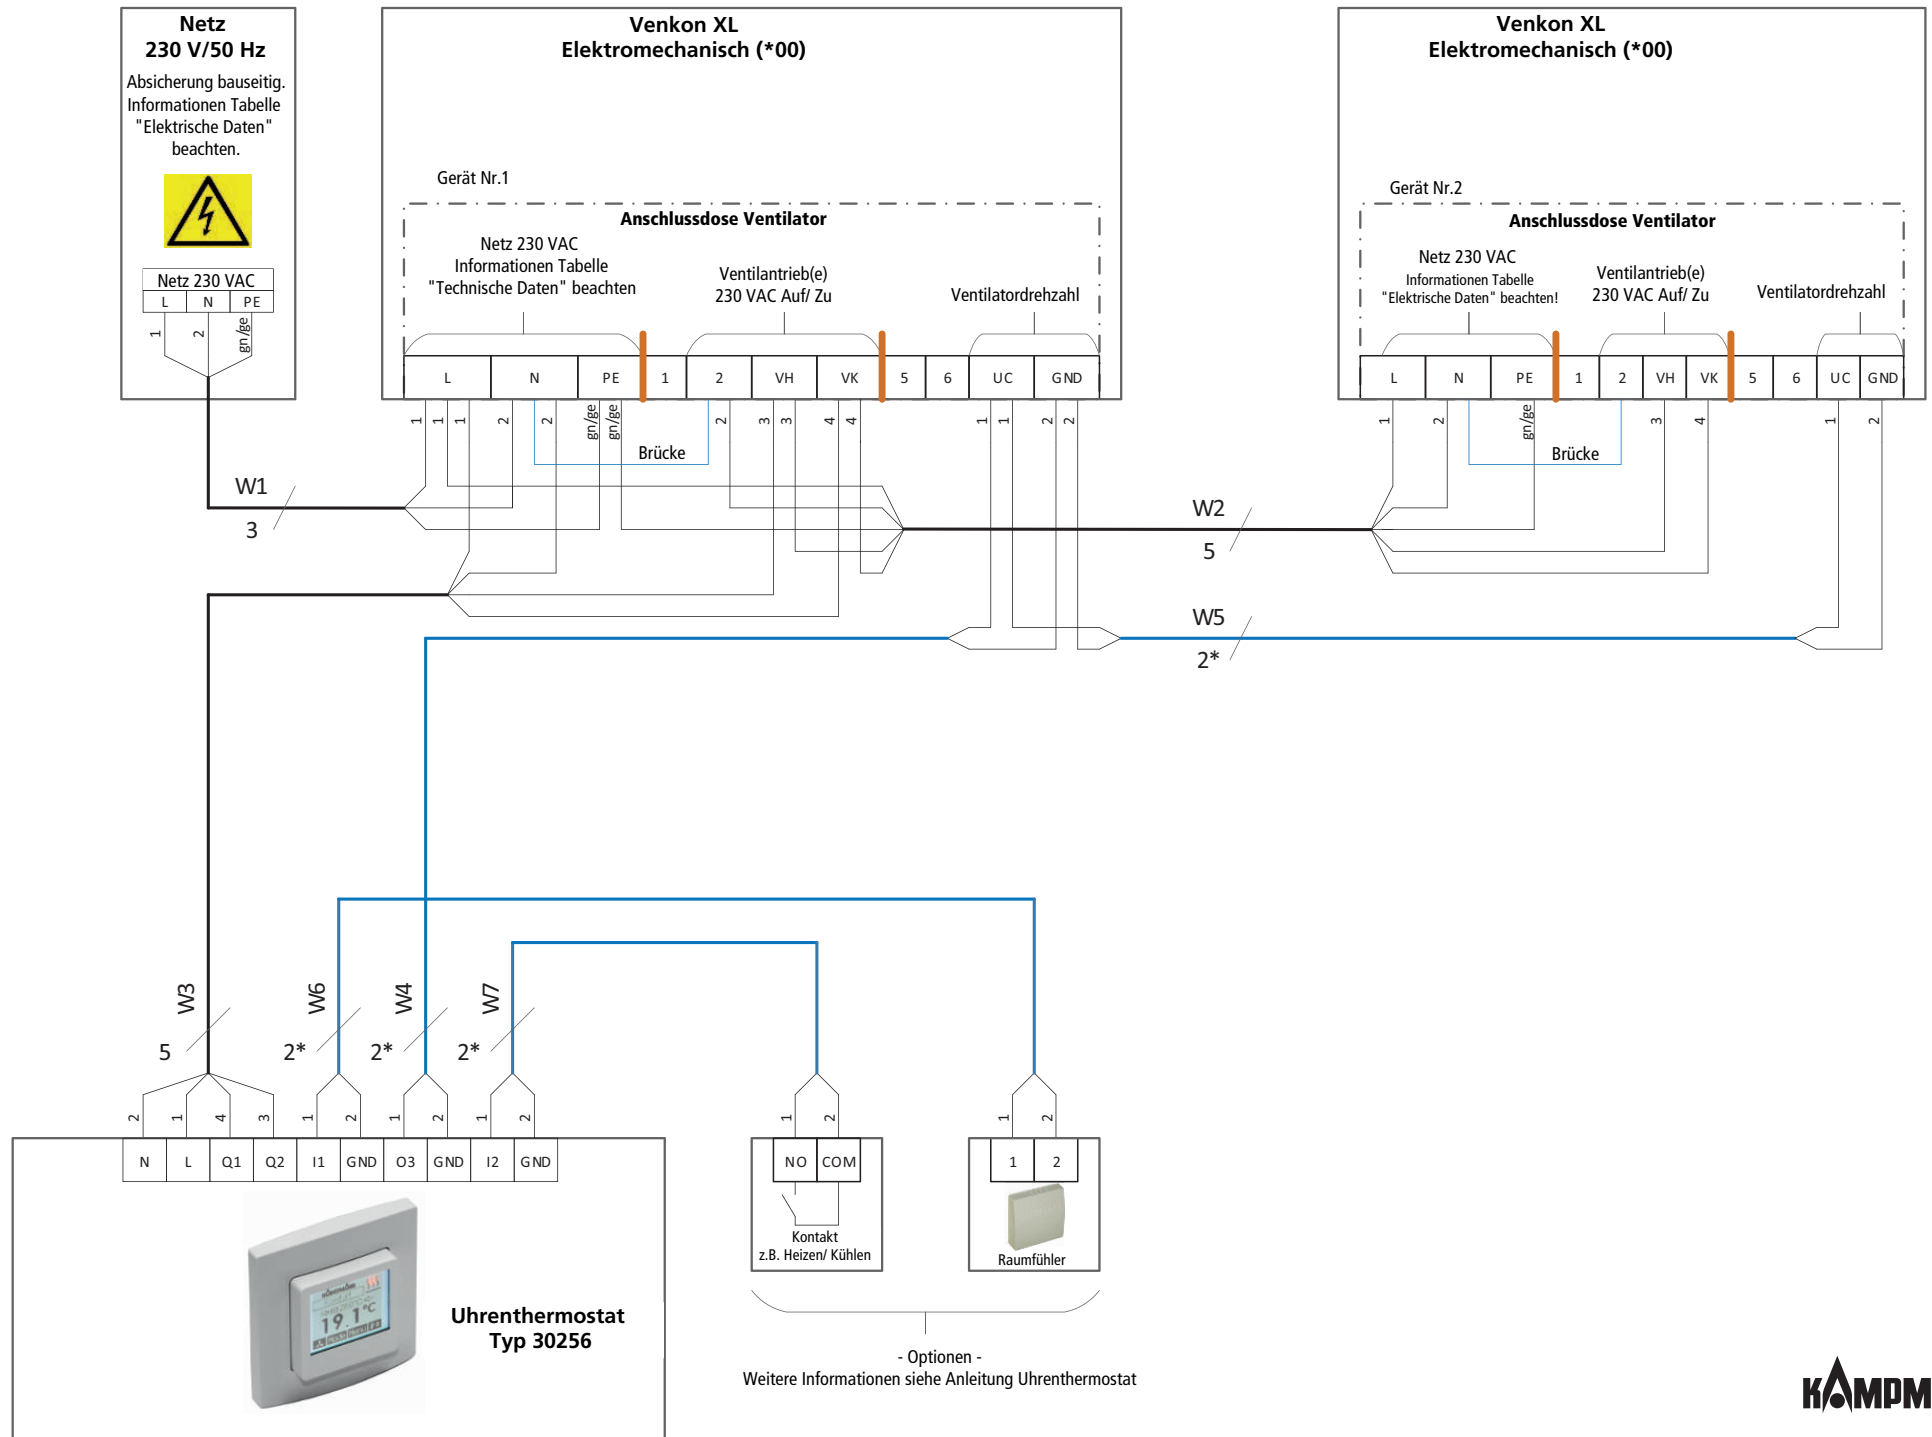 Netz
230 V/50 Hz
Absicherung bauseitig.
Informationen Tabelle
"Elektrische Daten"
beachten.
Netz 230 VAC
L N PE
1 2 gn/ge
Venkon XL
Elektromechanisch (*00)
Gerät Nr.1
Anschlussdose Ventilator
Netz 230 VAC
Informationen Tabelle
"Technische Daten" beachten
Ventilantrieb(e)
230 VAC Auf/ Zu
Ventilatordrehzahl
L N PE 1 2 VH VK 5 6 UC GND
1 1 1 2 2 gn/ge gn/ge 2 3 3 4 4 1 1 2 2
Brücke
Venkon XL
Elektromechanisch (*00)
Gerät Nr.2
Anschlussdose Ventilator
Netz 230 VAC
Informationen Tabelle
"Elektrische Daten" beachten!
Ventilantrieb(e)
230 VAC Auf/ Zu
Ventilatordrehzahl
L N PE 1 2 VH VK 5 6 UC GND
1 2 gn/ge 3 4 1 2
Brücke
W1
3
W2
5
W5
2*
W3
5
W6
2*
W4
2*
W7
2*
2 1 4 3 1 2 1 2 1 2
N L Q1 Q2 I1 GND O3 GND I2 GND
19.1°C
Uhrenthermostat
Typ 30256
1 2
NO COM
Kontakt
z.B. Heizen/ Kühlen
1 2
1 2
Raumfühler
- Optionen -
Weitere Informationen siehe Anleitung Uhrenthermostat
KAMPM